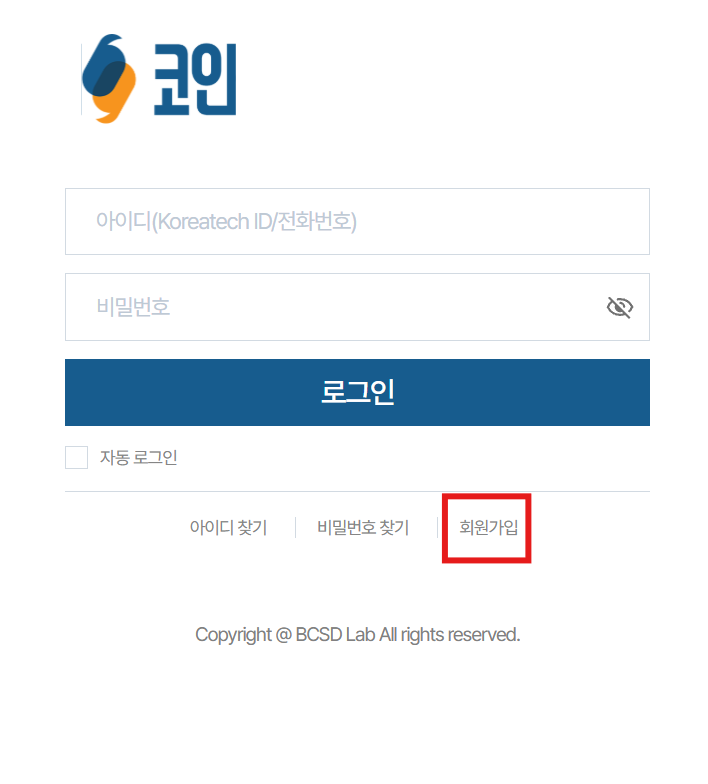 코인
아이디(Koreatech ID/전화번호)
비밀번호
로그인
자동 로그인
아이디 찾기 비밀번호 찾기 회원가입
Copyright @ BCSD Lab All rights reserved.